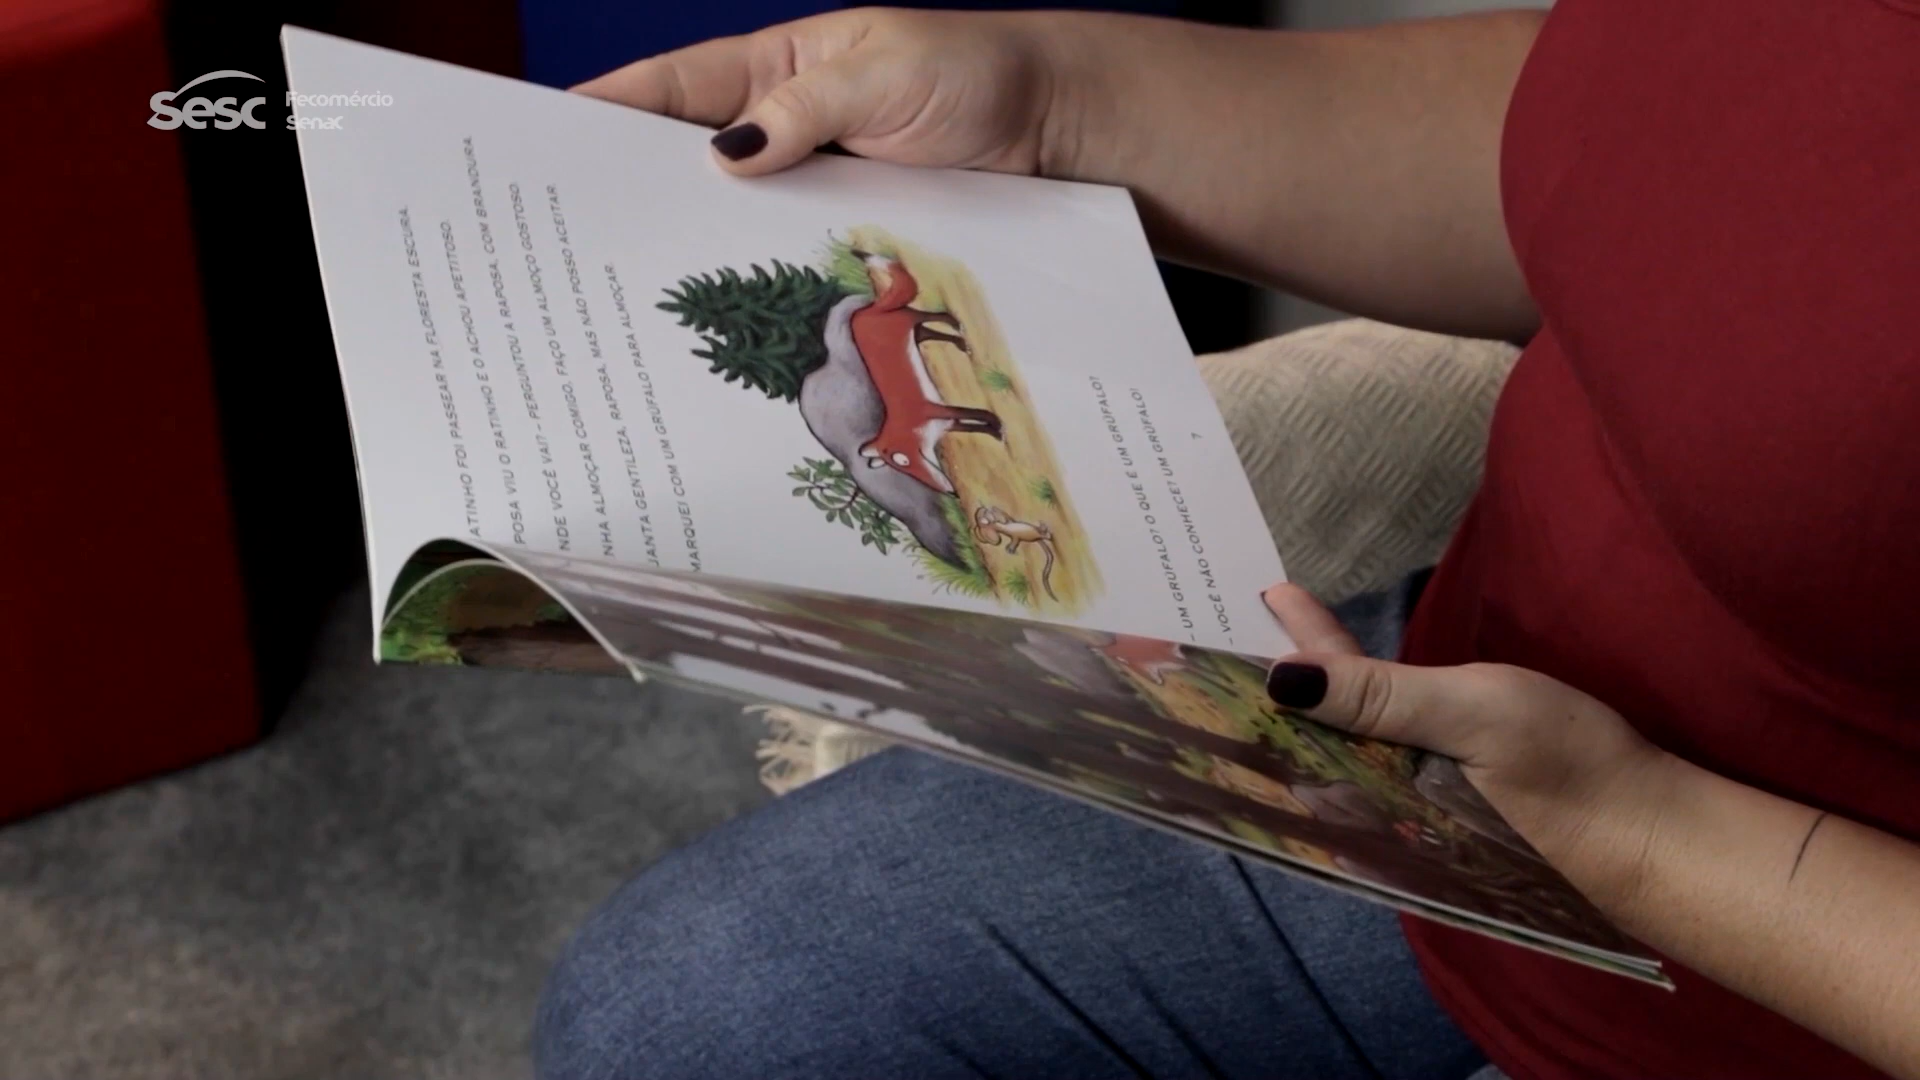 Sesc
Fecomércio
Senac
ATINHO FOI PASSEAR NA FLORESTA ESCURA.
POSA VIU O RATINHO E O ACHOU APETITOSO.
NDE VOCÊ VAI? – PERGUNTOU A RAPOSA, COM BRANDURA.
NHA ALMOÇAR COMIGO, FAÇO UM ALMOÇO GOSTOSO.
UANTA GENTILEZA, RAPOSA, MAS NÃO POSSO ACEITAR.
MARQUEI COM UM GRÚFALO PARA ALMOÇAR.
– UM GRÚFALO? O QUE É UM GRÚFALO?
– VOCÊ NÃO CONHECE? UM GRÚFALO!
7